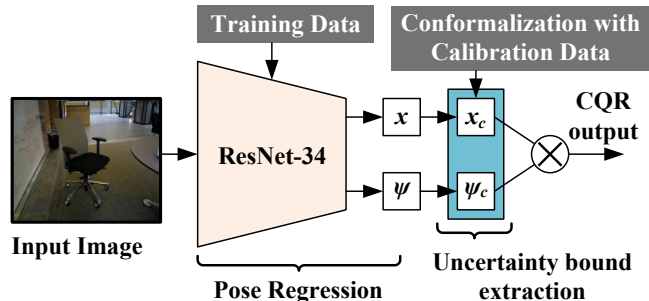 Training Data
Conformalization with
Calibration Data
CQR
output
ResNet-34
x
x_c
ψ
ψ_c
Input Image
Pose Regression
Uncertainty bound
extraction